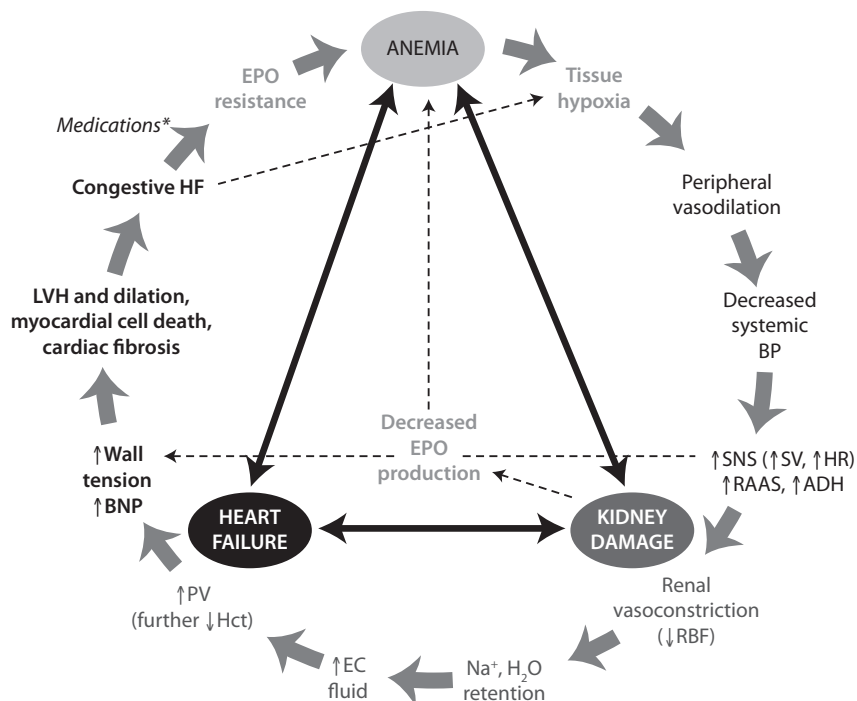 ANEMIA
Tissue
hypoxia
Peripheral
vasodilation
Decreased
systemic
BP
↑SNS (↑SV, ↑HR)
↑RAAS, ↑ADH
Renal
vasoconstriction
(↓RBF)
Na⁺, H₂O
retention
↑EC
fluid
↑PV
(further ↓Hct)
↑Wall
tension
↑BNP
LVH and dilation,
myocardial cell death,
cardiac fibrosis
Congestive HF
Medications*
EPO
resistance
Decreased
EPO
production
HEART
FAILURE
KIDNEY
DAMAGE